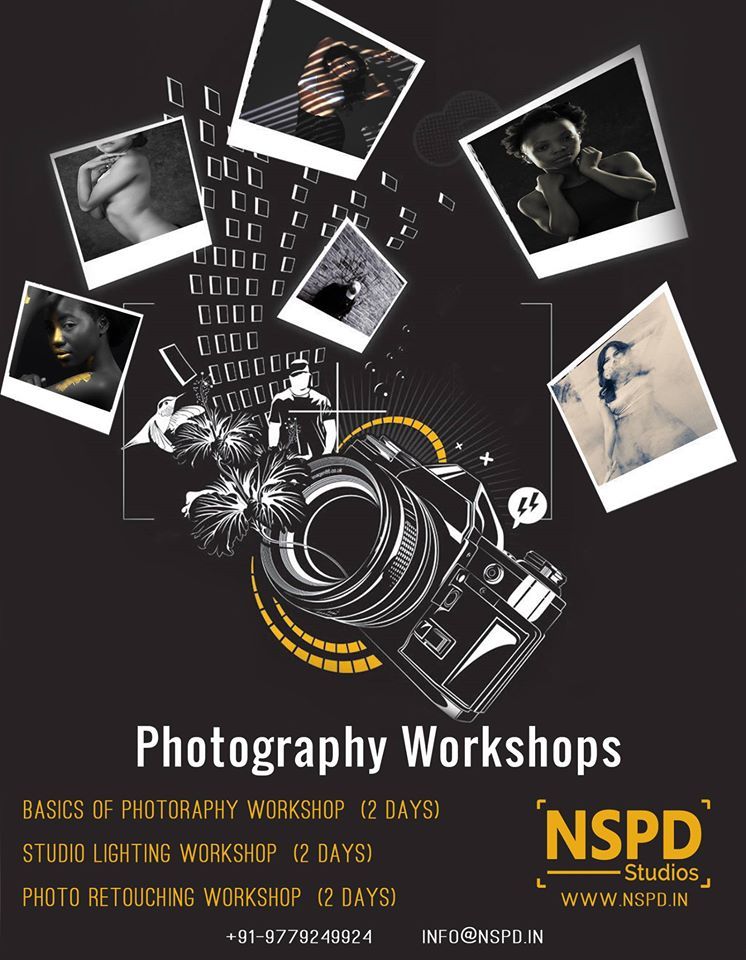 Photography Workshops
BASICS OF PHOTORAPHY WORKSHOP (2 DAYS)
STUDIO LIGHTING WORKSHOP (2 DAYS)
PHOTO RETOUCHING WORKSHOP (2 DAYS)
NSPD
Studios
WWW.NSPD.IN
+91-9779249924 INFO@NSPD.IN